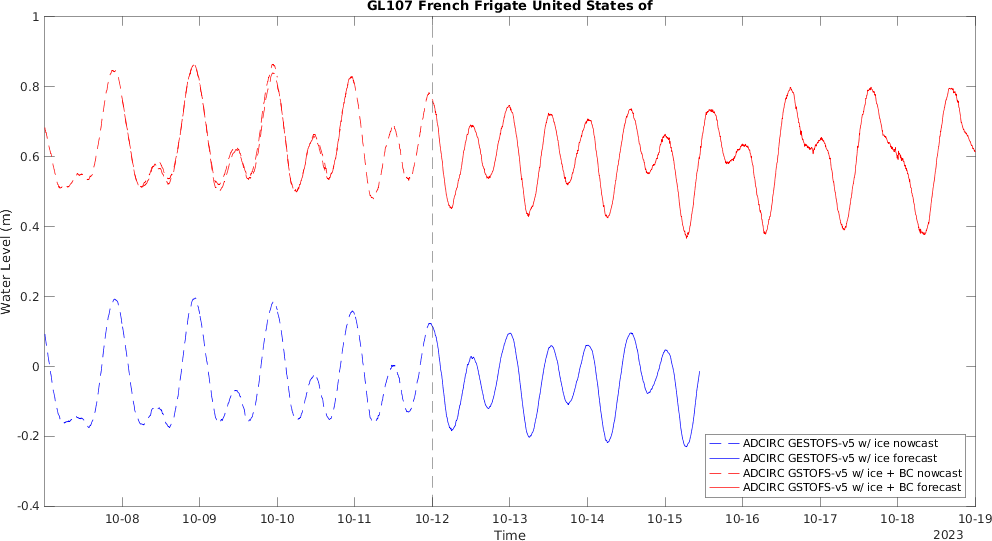 GL107 French Frigate United States of
1
0.8
0.6
0.4
0.2
0
-0.2
-0.4
Water Level (m)
ADCIRC GESTOFS-v5 w/ ice nowcast
ADCIRC GESTOFS-v5 w/ ice forecast
ADCIRC GSTOFS-v5 w/ ice + BC nowcast
ADCIRC GSTOFS-v5 w/ ice + BC forecast
10-08 10-09 10-10 10-11 10-12 10-13 10-14 10-15 10-16 10-17 10-18 10-19
Time
2023